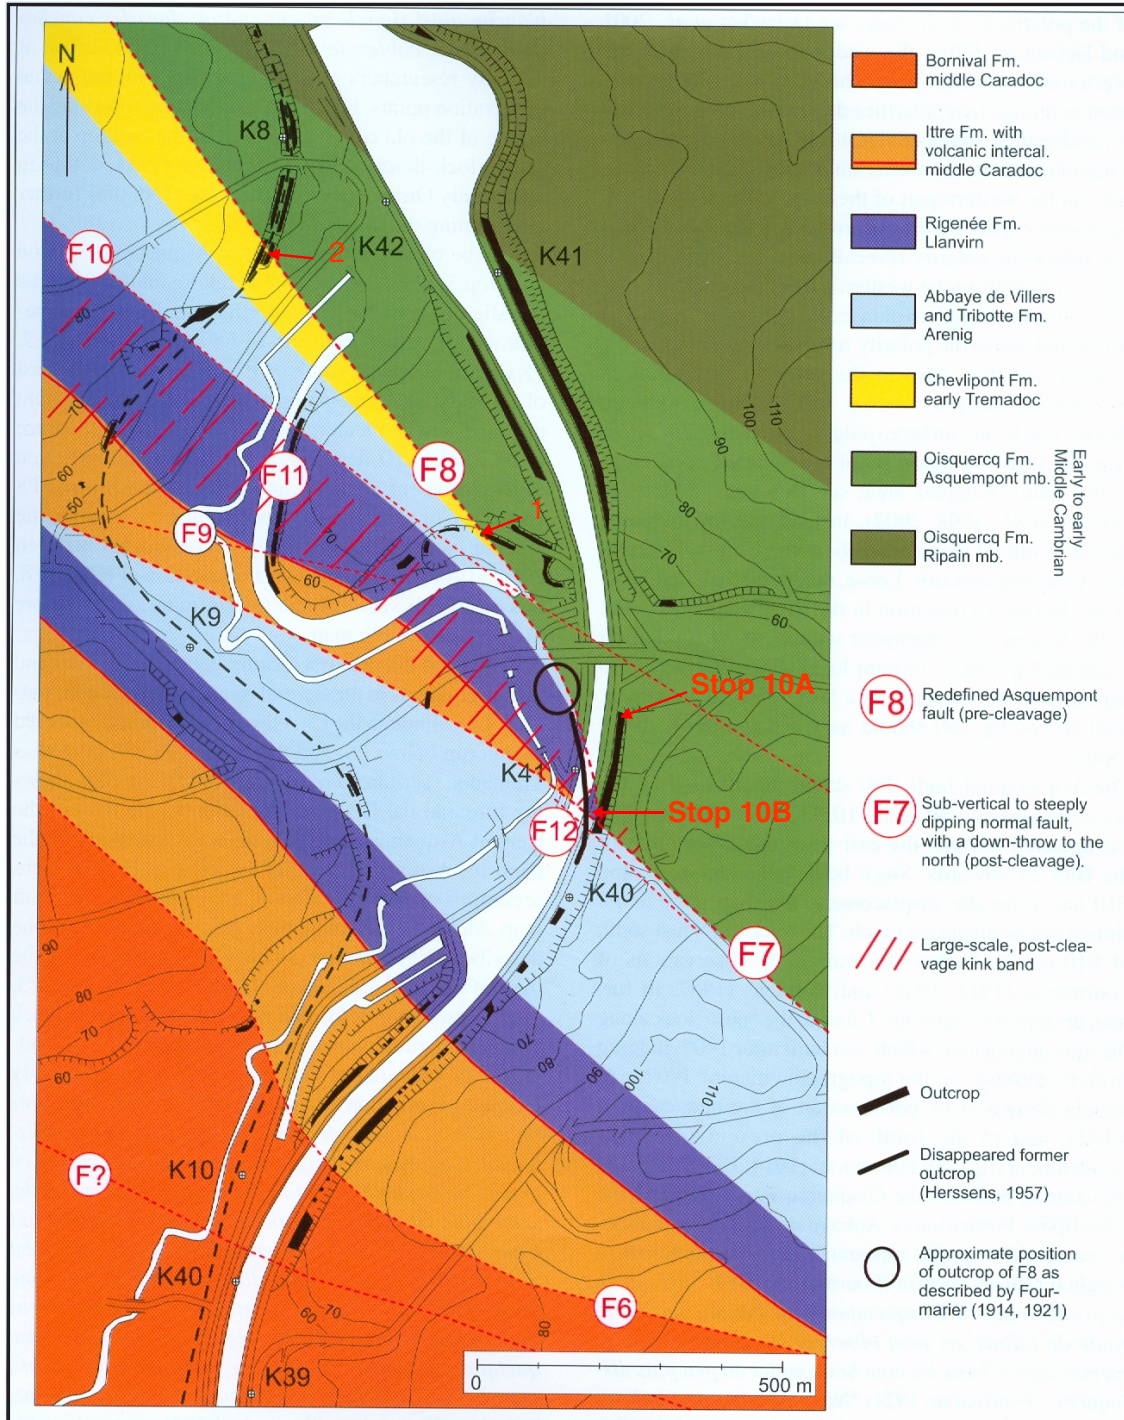 N
K8
K42
K41
F10
2
80
70
60
50
F11
F8
F9
70
60
1
100
110
90
80
70
60
K9
Stop 10A
K41
Stop 10B
F12
K40
F7
90
80
70
60
70
80
90
100
110
F?
K10
K40
F6
60
70
80
K39
0
500 m
Bornival Fm.
middle Caradoc
Ittre Fm. with
volcanic intercal.
middle Caradoc
Rigenée Fm.
Llanvirn
Abbaye de Villers
and Tribotte Fm.
Arenig
Chevlipont Fm.
early Tremadoc
Oisquercq Fm.
Asquempont mb.
Oisquercq Fm.
Ripain mb.
Early to early
Middle Cambrian
F8
Redefined Asquempont
fault (pre-cleavage)
F7
Sub-vertical to steeply
dipping normal fault,
with a down-throw to the
north (post-cleavage).
Large-scale, post-clea-
vage kink band
Outcrop
Disappeared former
outcrop
(Herssens, 1957)
Approximate position
of outcrop of F8 as
described by Four-
marier (1914, 1921)